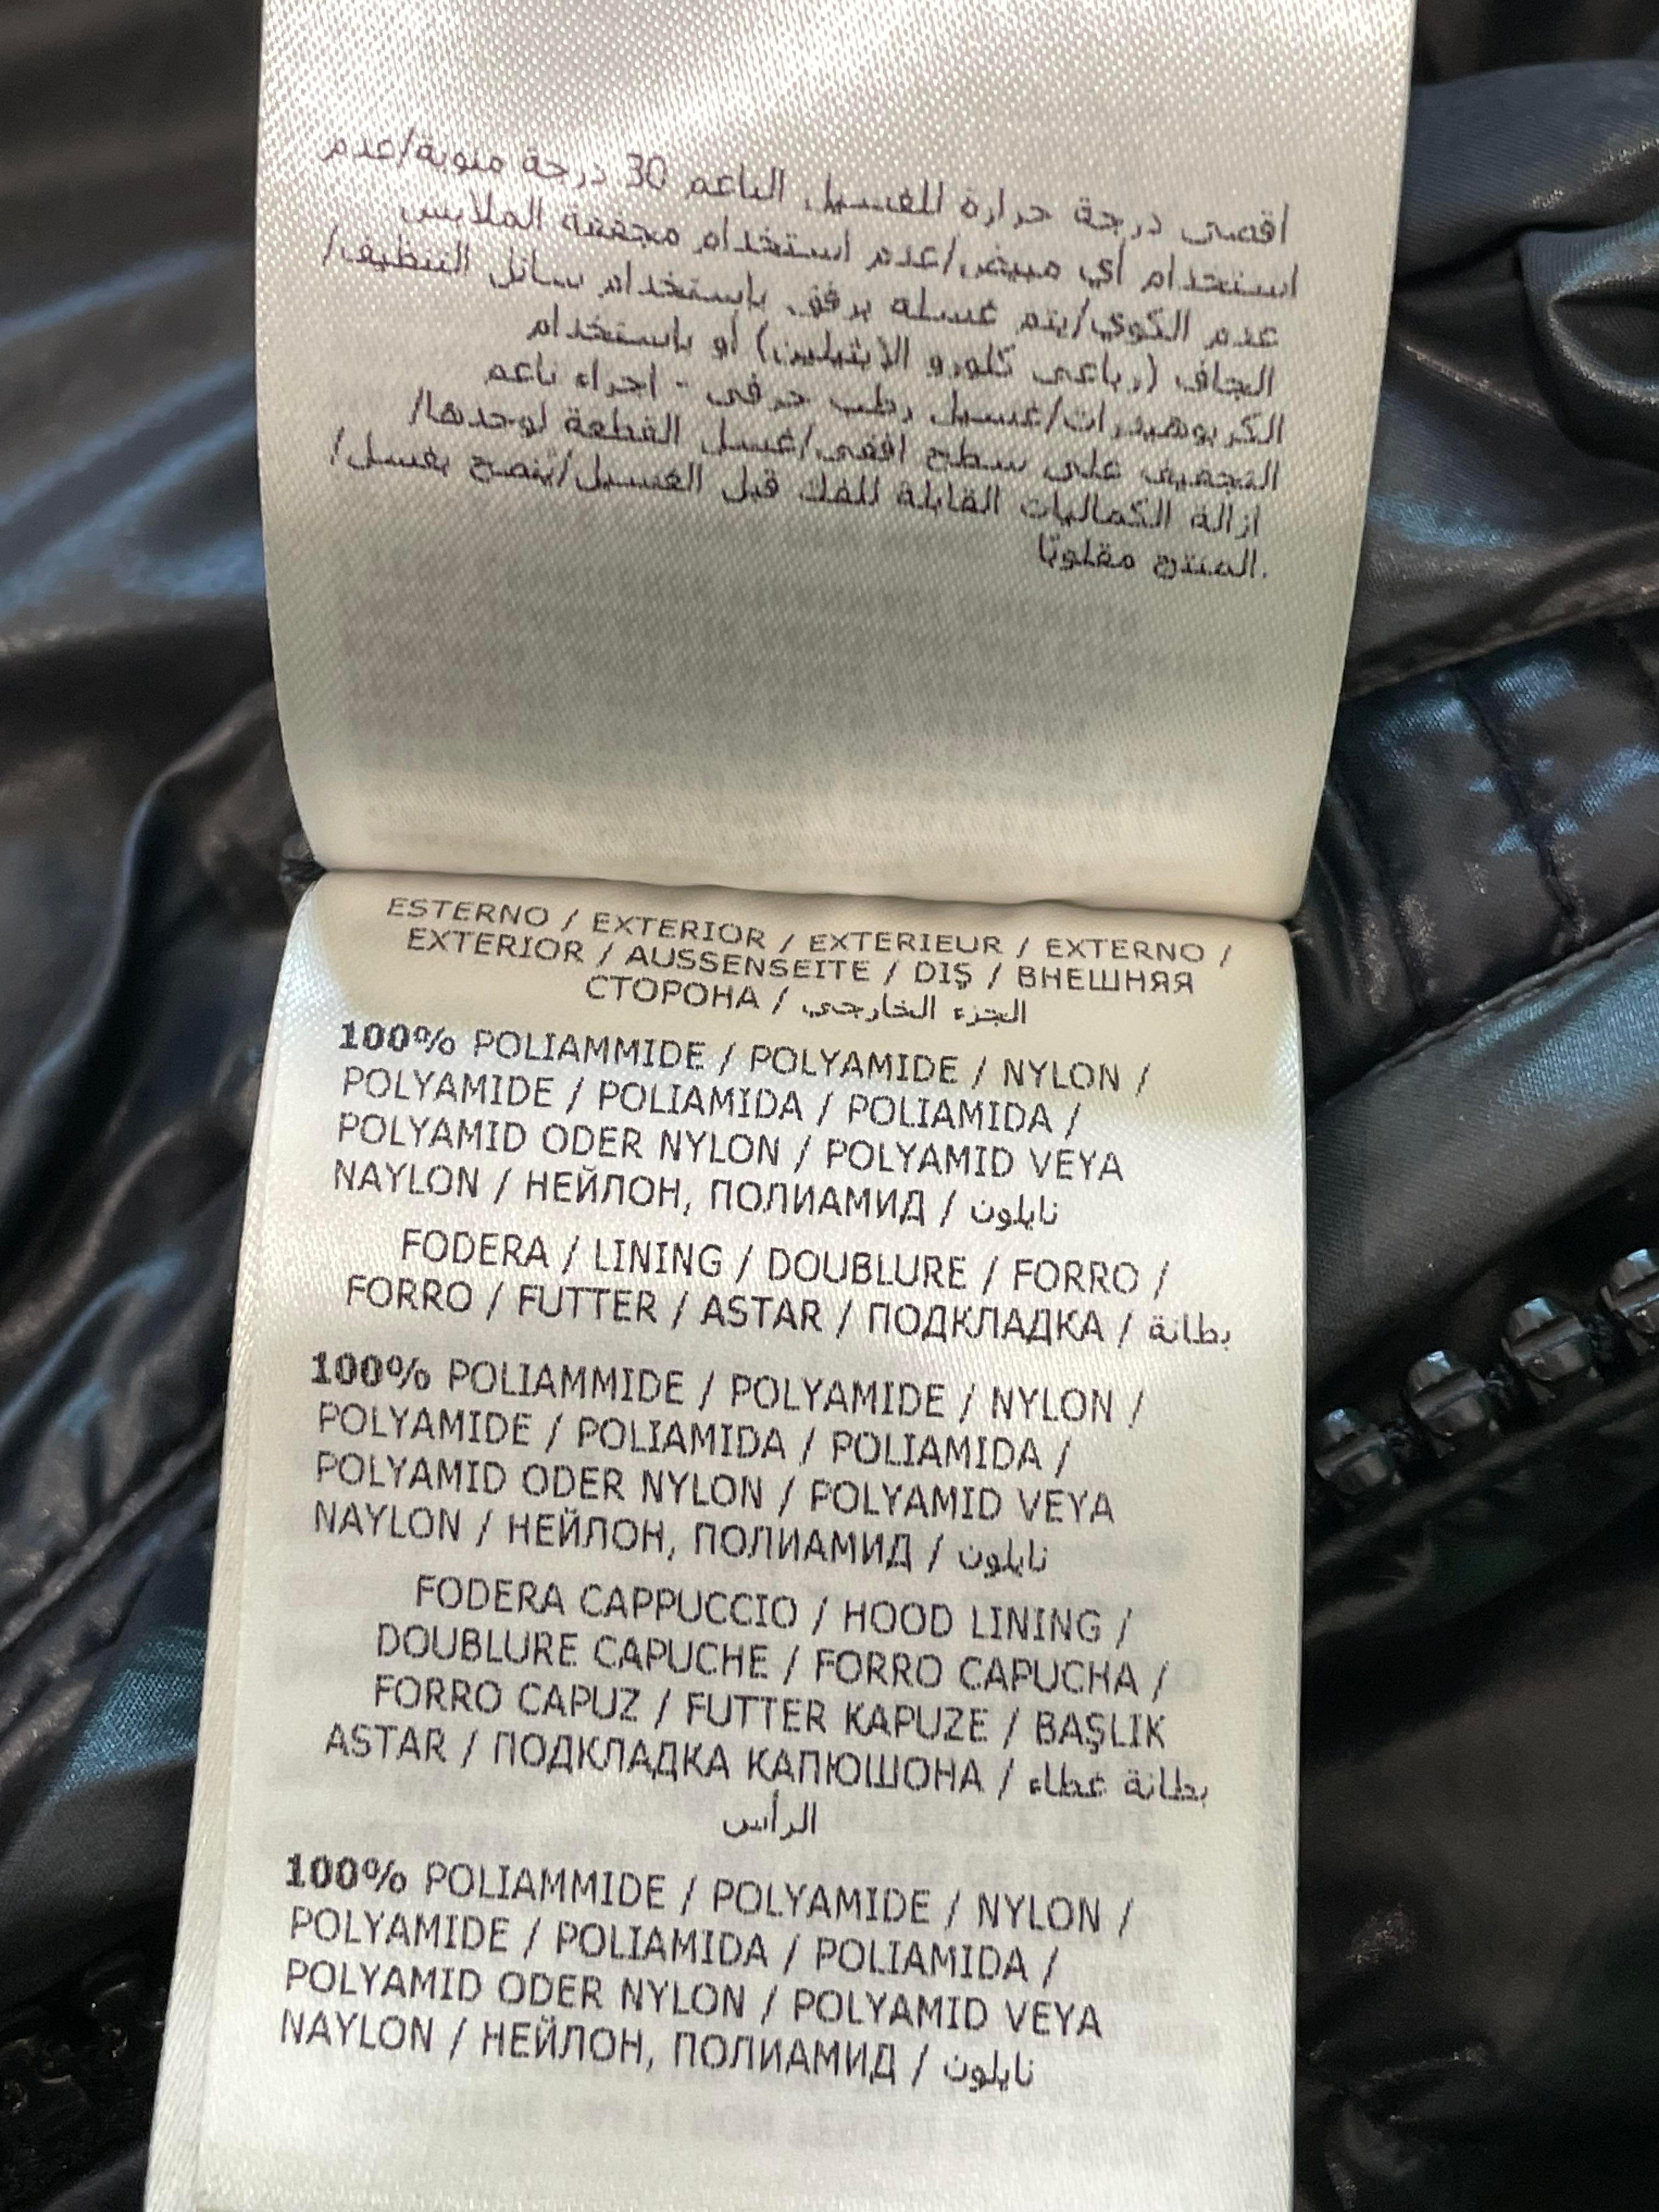 اقصى درجة حرارة للغسيل الناعم 30 درجة مئوية/عدم
استخدام أي مبيض/عدم استخدام مجففة الملابس
عدم الكوي/يتم غسله برفق باستخدام سائل التنظيف/
الجاف (رباعى كلورو الايثيلين) أو باستخدام
الكربوهيدرات/غسيل رطب حرفى - اجراء ناعم
التجفيف على سطح افقى/غسل القطعة لوحدها/
ازالة الكماليات القابلة للفك قبل الغسيل/يُنصح بغسل/
المنتج مقلوبًا.
ESTERNO / EXTERIOR / EXTERIEUR / EXTERNO /
EXTERIOR / AUSSENSEITE / DIŞ / ВНЕШНЯЯ
СТОРОНА / الجزء الخارجي
100% POLIAMMIDE / POLYAMIDE / NYLON /
POLYAMIDE / POLIAMIDA / POLIAMIDA /
POLYAMID ODER NYLON / POLYAMID VEYA
NAYLON / НЕЙЛОН, ПОЛИАМИД / نايلون
FODERA / LINING / DOUBLURE / FORRO /
FORRO / FUTTER / ASTAR / ПОДКЛАДКА / بطانة
100% POLIAMMIDE / POLYAMIDE / NYLON /
POLYAMIDE / POLIAMIDA / POLIAMIDA /
POLYAMID ODER NYLON / POLYAMID VEYA
NAYLON / НЕЙЛОН, ПОЛИАМИД / نايلون
FODERA CAPPUCCIO / HOOD LINING /
DOUBLURE CAPUCHE / FORRO CAPUCHA /
FORRO CAPUZ / FUTTER KAPUZE / BAŞLIK
ASTAR / ПОДКЛАДКА КАПЮШОНА / بطانة غطاء
الرأس
100% POLIAMMIDE / POLYAMIDE / NYLON /
POLYAMIDE / POLIAMIDA / POLIAMIDA /
POLYAMID ODER NYLON / POLYAMID VEYA
NAYLON / НЕЙЛОН, ПОЛИАМИД / نايلون